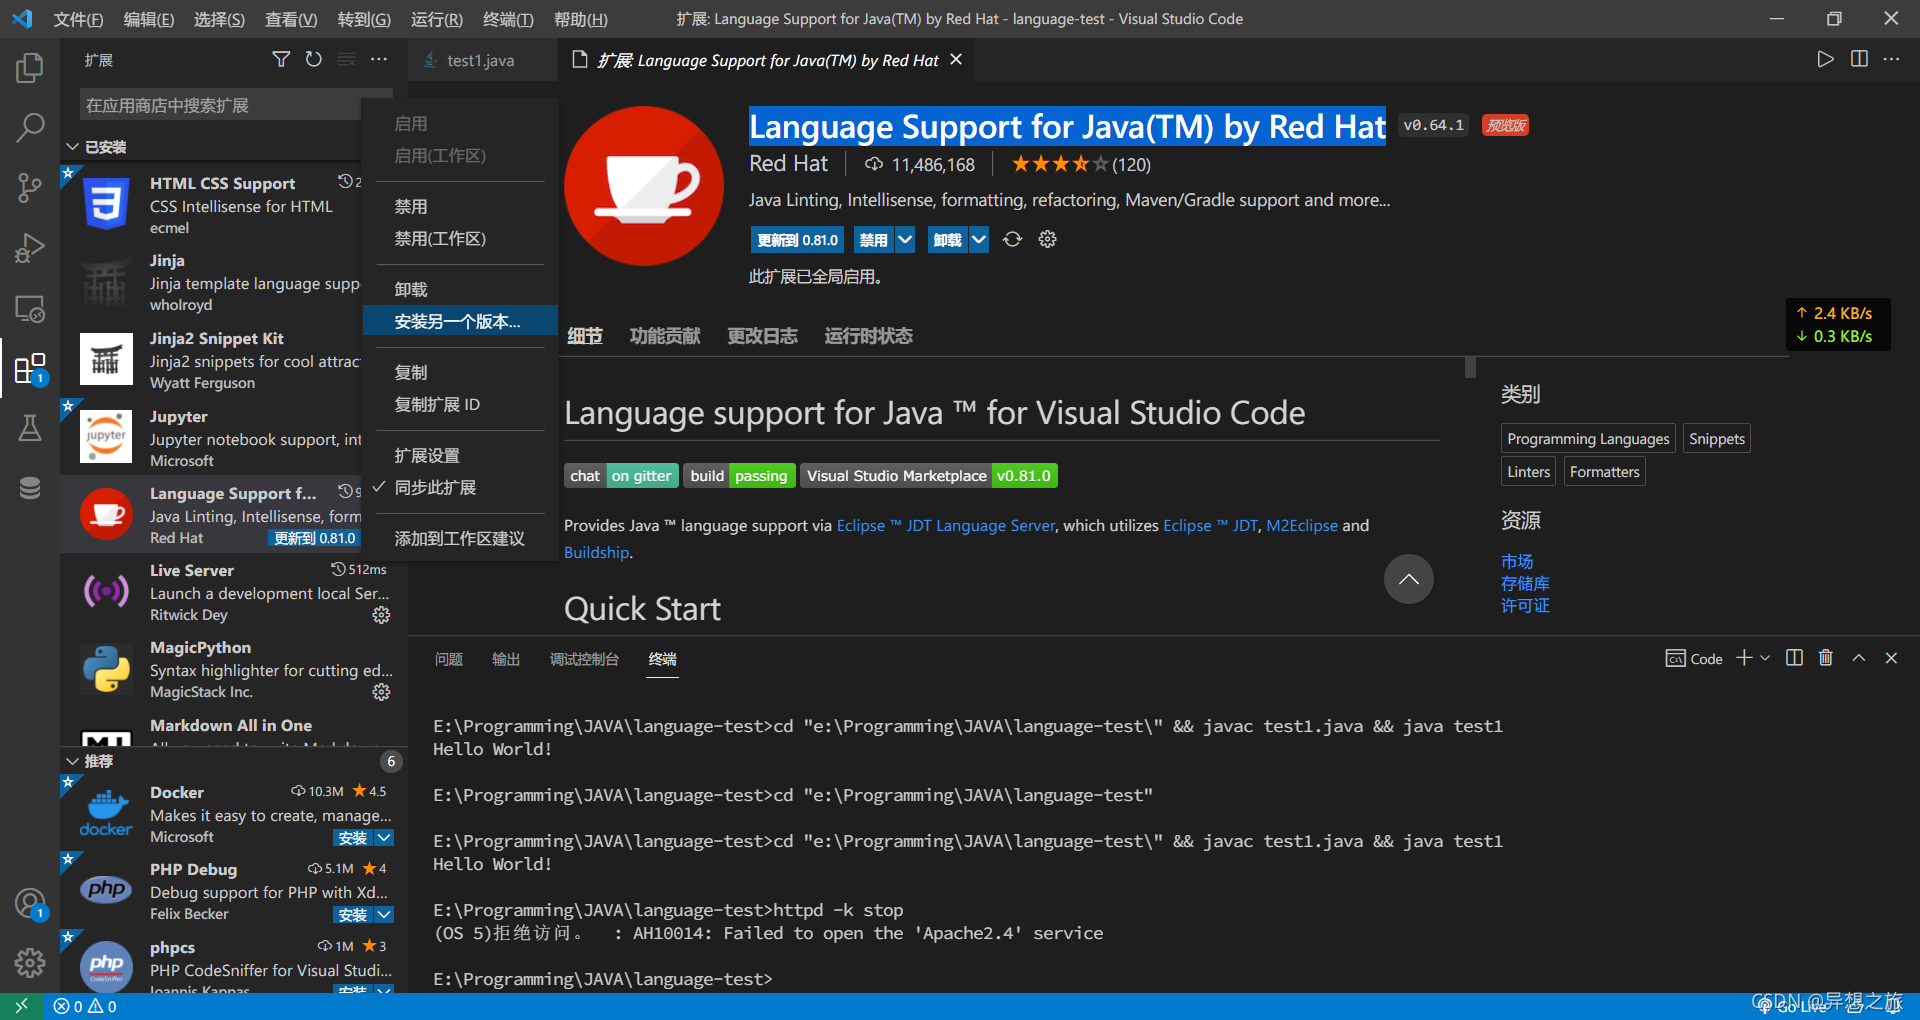 文件(F) 编辑(E) 选择(S) 查看(V) 转到(G) 运行(R) 终端(T) 帮助(H) 扩展: Language Support for Java(TM) by Red Hat - language-test - Visual Studio Code
扩展
test1.java
扩展: Language Support for Java(TM) by Red Hat
在应用商店中搜索扩展
已安装
HTML CSS Support 2
CSS Intellisense for HTML
ecmel
Jinja
Jinja template language supp
wholroyd
Jinja2 Snippet Kit
Jinja2 snippets for cool attrac
Wyatt Ferguson
Jupyter
Jupyter notebook support, int
Microsoft
Language Support f... 9
Java Linting, Intellisense, form
Red Hat 更新到 0.81.0
Live Server 512ms
Launch a development local Ser...
Ritwick Dey
MagicPython
Syntax highlighter for cutting ed...
MagicStack Inc.
Markdown All in One
推荐 6
Docker 10.3M 4.5
Makes it easy to create, manage...
Microsoft 安装
PHP Debug 5.1M 4
Debug support for PHP with Xd...
Felix Becker 安装
phpcs 1M 3
PHP CodeSniffer for Visual Studi...
Ioannis Kappas 安装
jupyter
docker
php
php
CodeSniffer
1
1
启用
启用(工作区)
禁用
禁用(工作区)
卸载
安装另一个版本...
复制
复制扩展 ID
扩展设置
同步此扩展
添加到工作区建议
Language Support for Java(TM) by Red Hat v0.64.1 预览版
Red Hat 11,486,168 (120)
Java Linting, Intellisense, formatting, refactoring, Maven/Gradle support and more...
更新到 0.81.0 禁用 卸载
此扩展已全局启用。
↑ 2.4 KB/s
↓ 0.3 KB/s
细节 功能贡献 更改日志 运行时状态
Language support for Java ™ for Visual Studio Code
chat on gitter build passing Visual Studio Marketplace v0.81.0
Provides Java ™ language support via Eclipse ™ JDT Language Server, which utilizes Eclipse ™ JDT, M2Eclipse and
Buildship.
Quick Start
类别
Programming Languages Snippets
Linters Formatters
资源
市场
存储库
许可证
问题 输出 调试控制台 终端 Code
E:\Programming\JAVA\language-test>cd "e:\Programming\JAVA\language-test\" && javac test1.java && java test1
Hello World!
E:\Programming\JAVA\language-test>cd "e:\Programming\JAVA\language-test"
E:\Programming\JAVA\language-test>cd "e:\Programming\JAVA\language-test\" && javac test1.java && java test1
Hello World!
E:\Programming\JAVA\language-test>httpd -k stop
(OS 5)拒绝访问。 : AH10014: Failed to open the 'Apache2.4' service
E:\Programming\JAVA\language-test>
0 0
Go Live
CSDN @异想之旅